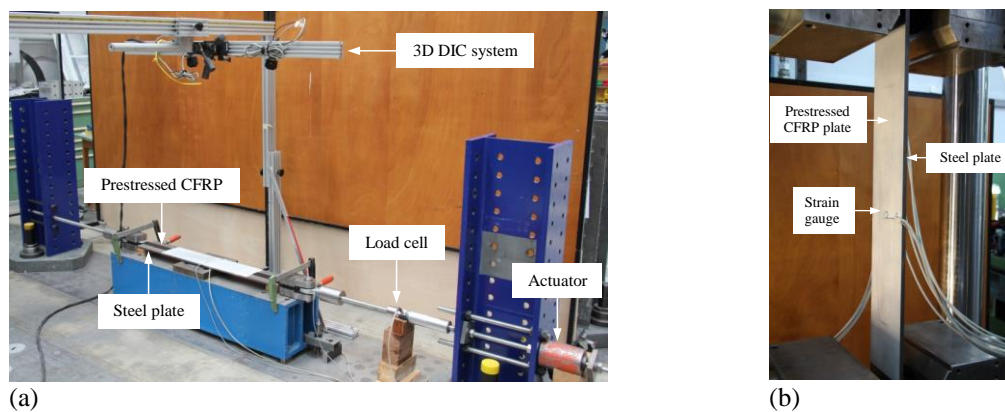 3D DIC system
Prestressed CFRP
Load cell
Actuator
Steel plate
(a)
Prestressed
CFRP plate
Steel plate
Strain
gauge
(b)